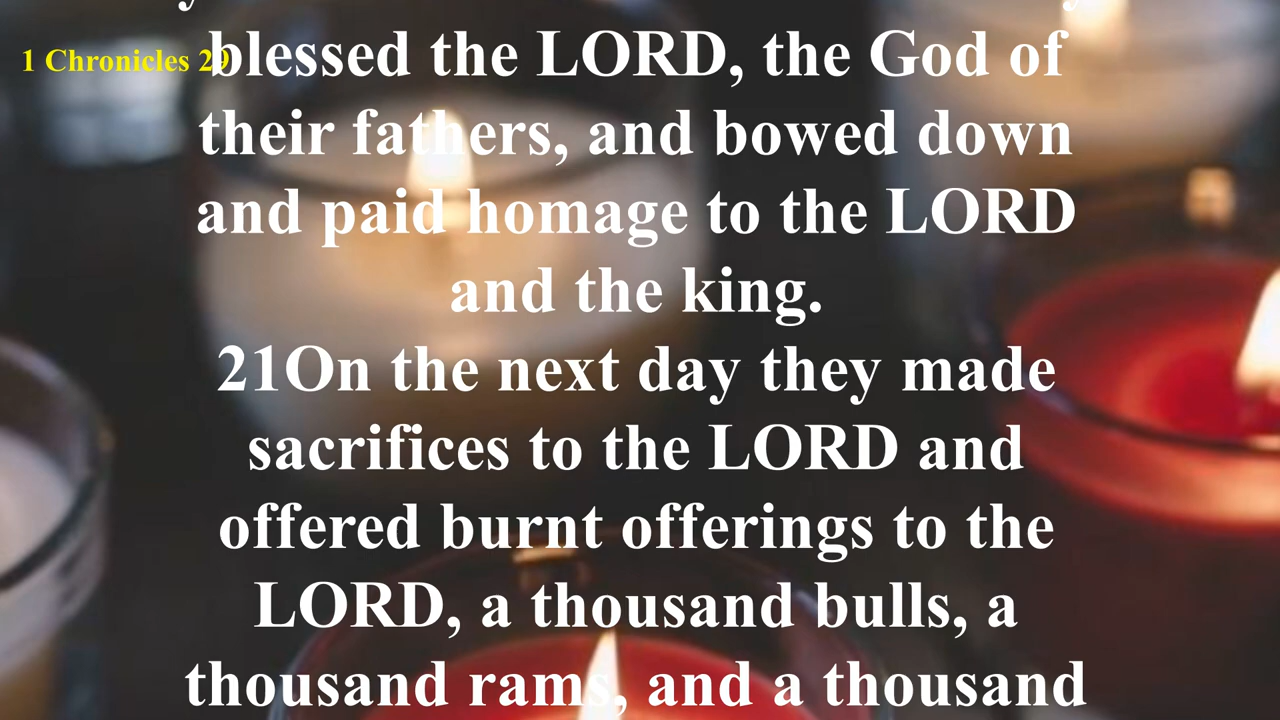 1 Chronicles 29
blessed the LORD, the God of
their fathers, and bowed down
and paid homage to the LORD
and the king.
21On the next day they made
sacrifices to the LORD and
offered burnt offerings to the
LORD, a thousand bulls, a
thousand rams, and a thousand